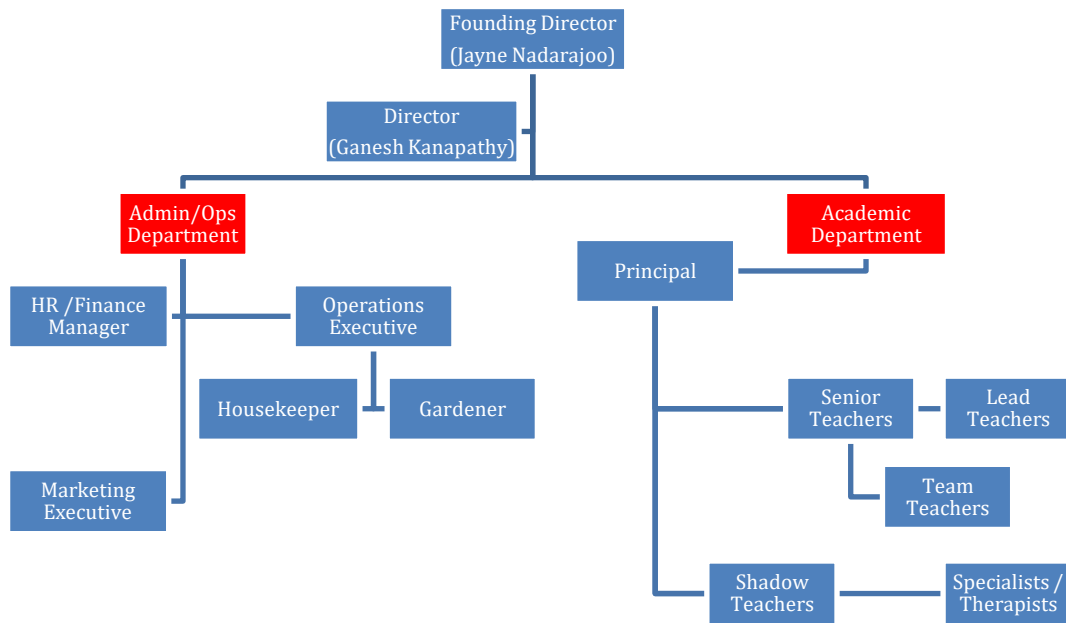 Founding Director
(Jayne Nadarajoo)
Director
(Ganesh Kanapathy)
Admin/Ops
Department
Academic
Department
Principal
HR /Finance
Manager
Operations
Executive
Housekeeper
Gardener
Senior
Teachers
Lead
Teachers
Marketing
Executive
Team
Teachers
Shadow
Teachers
Specialists /
Therapists